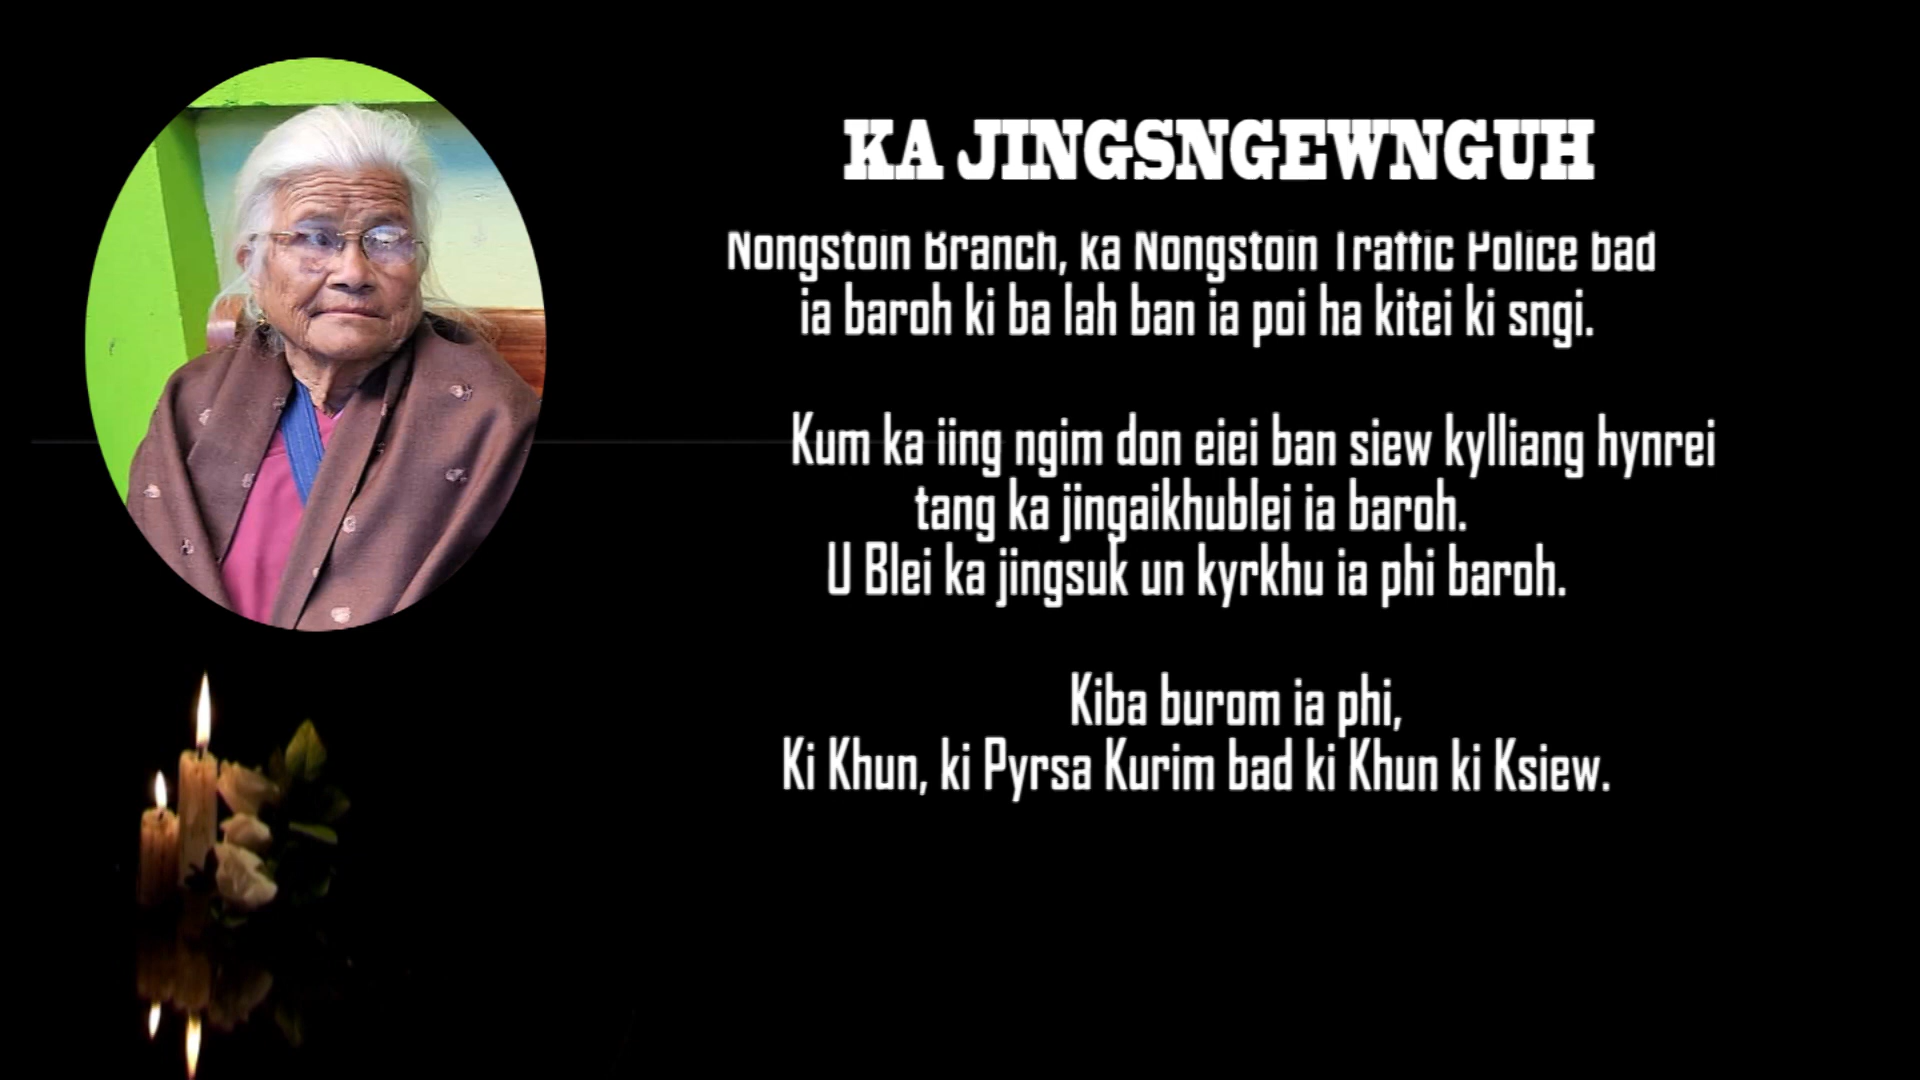 KA JINGSNGEWNGUH
Nongstoin Branch, ka Nongstoin Traffic Police bad
ia baroh ki ba lah ban ia poi ha kitei ki sngi.
Kum ka iing ngim don eiei ban siew kylliang hynrei
tang ka jingaikhublei ia baroh.
U Blei ka jingsuk un kyrkhu ia phi baroh.
Kiba burom ia phi,
Ki Khun, ki Pyrsa Kurim bad ki Khun ki Ksiew.